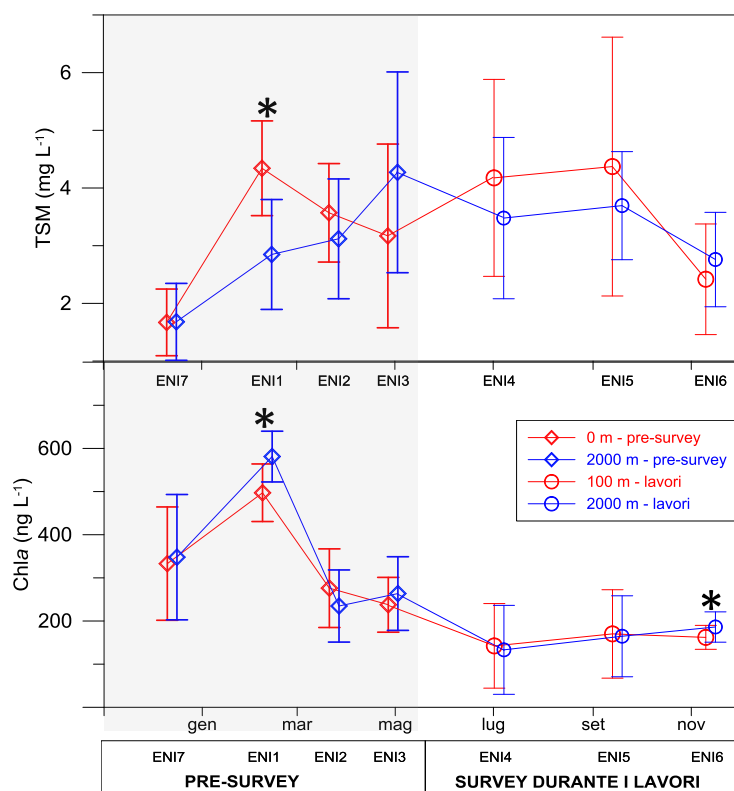 6
4
2
TSM (mg L⁻¹)
*
ENI7 ENI1 ENI2 ENI3 ENI4 ENI5 ENI6
600
400
200
Chla (ng L⁻¹)
*
*
0 m - pre-survey
2000 m - pre-survey
100 m - lavori
2000 m - lavori
gen mar mag lug set nov
ENI7 ENI1 ENI2 ENI3 ENI4 ENI5 ENI6
PRE-SURVEY SURVEY DURANTE I LAVORI